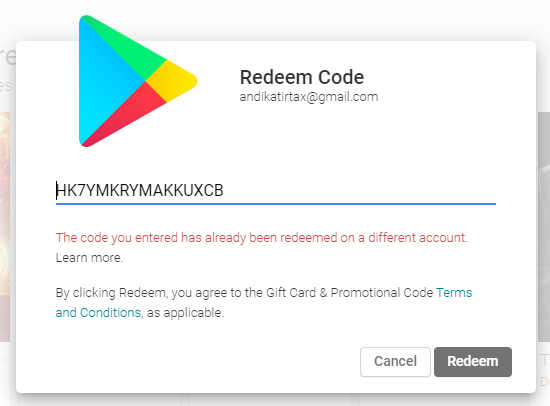 Redeem Code
andikatirtax@gmail.com
HK7YMKRYMAKKUXCB
The code you entered has already been redeemed on a different account.
Learn more.
By clicking Redeem, you agree to the Gift Card & Promotional Code Terms
and Conditions, as applicable.
Cancel Redeem